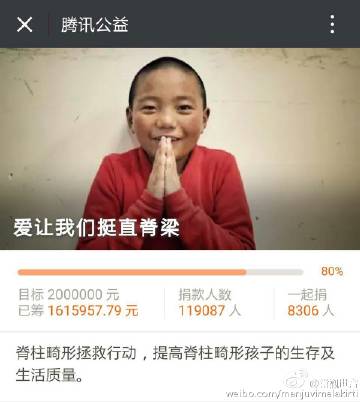 腾讯公益
爱让我们挺直脊梁
80%
目标 2000000 元
已筹 1615957.79 元
捐款人数
119087 人
一起捐
8306 人
脊柱畸形拯救行动，提高脊柱畸形孩子的生存及
生活质量。